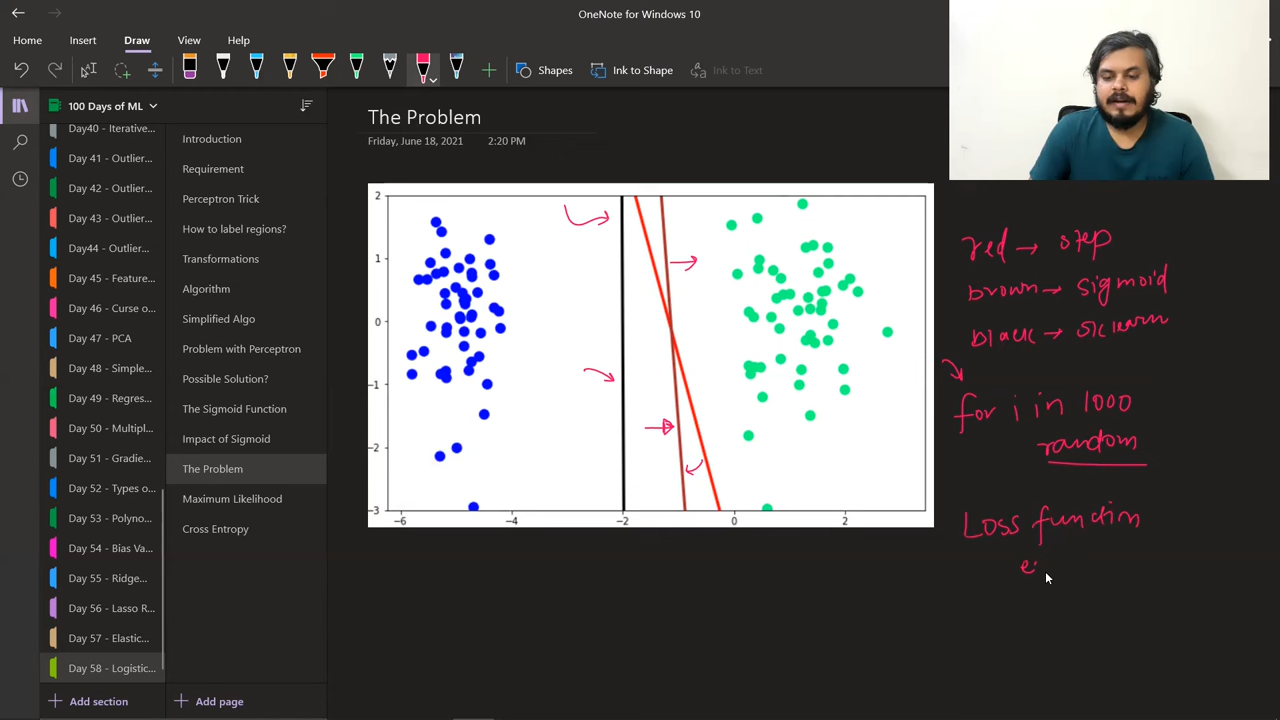 OneNote for Windows 10
Home Insert Draw View Help
Shapes Ink to Shape Ink to Text
100 Days of ML
Day40 - Iterative...
Day 41 - Outlier...
Day 42 - Outlier...
Day 43 - Outlier...
Day44 - Outlier...
Day 45 - Feature...
Day 46 - Curse o...
Day 47 - PCA
Day 48 - Simple...
Day 49 - Regres...
Day 50 - Multipl...
Day 51 - Gradie...
Day 52 - Types o...
Day 53 - Polyno...
Day 54 - Bias Va...
Day 55 - Ridge...
Day 56 - Lasso R...
Day 57 - Elastic...
Day 58 - Logistic...
Add section
Introduction
Requirement
Perceptron Trick
How to label regions?
Transformations
Algorithm
Simplified Algo
Problem with Perceptron
Possible Solution?
The Sigmoid Function
Impact of Sigmoid
The Problem
Maximum Likelihood
Cross Entropy
Add page
The Problem
Friday, June 18, 2021 2:20 PM
2
1
0
-1
-2
-3
-6 -4 -2 0 2
red → step
brown → sigmoid
black → sklearn
for i in 1000
random
Loss function
e